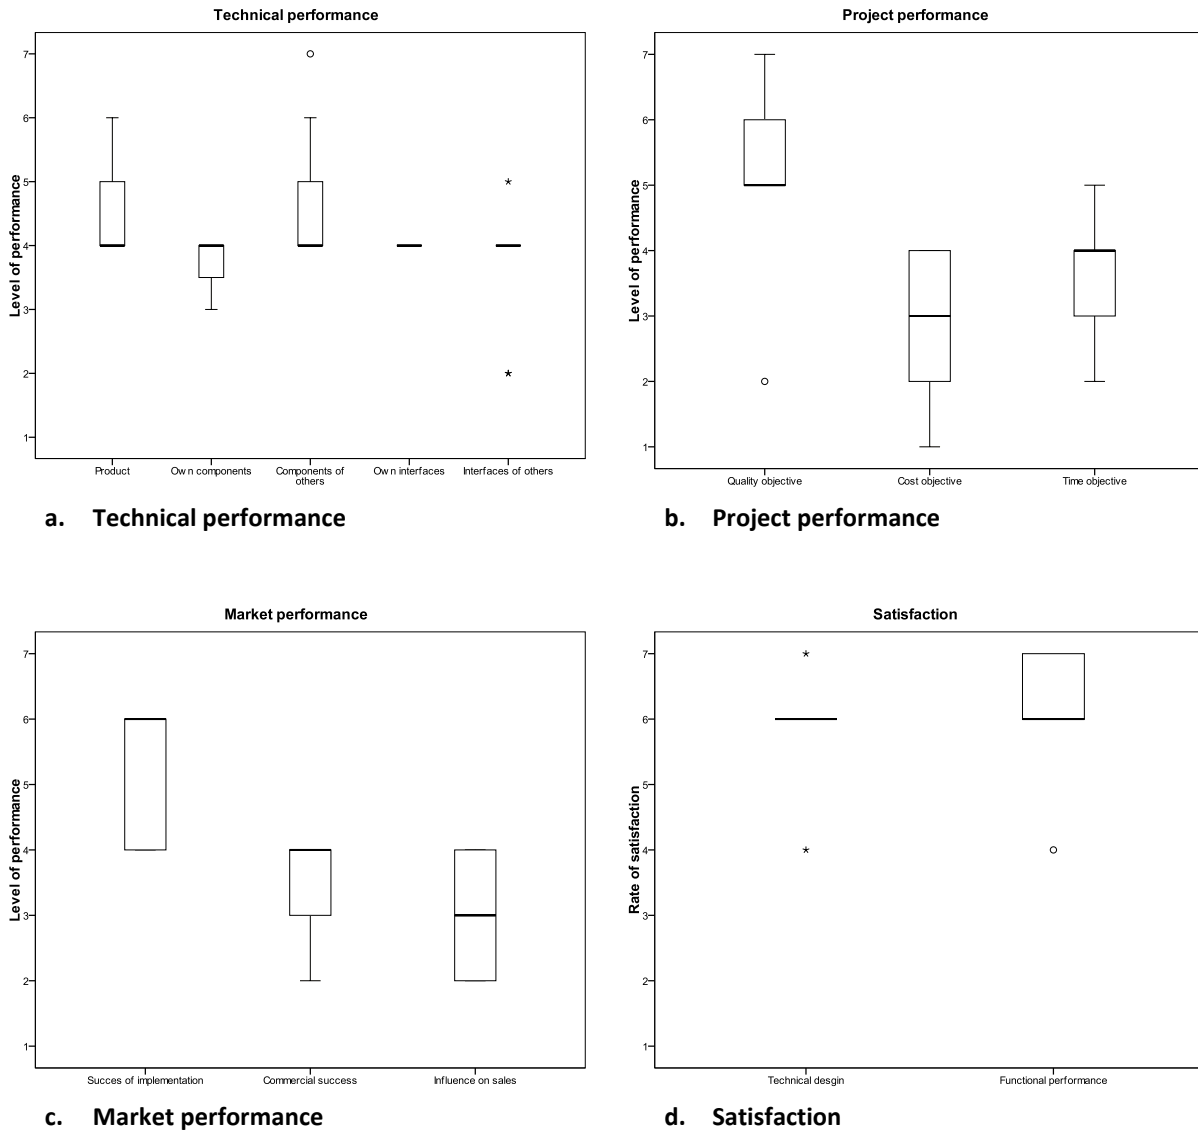 Technical performance
Level of performance
7
6
5
4
3
2
1
Product
Own components
Components of
others
Own interfaces
Interfaces of others
a. Technical performance
Project performance
Level of performance
7
6
5
4
3
2
1
Quality objective
Cost objective
Time objective
b. Project performance
Market performance
Level of performance
7
6
5
4
3
2
1
Succes of implementation
Commercial success
Influence on sales
c. Market performance
Satisfaction
Rate of satisfaction
7
6
5
4
3
2
1
Technical desgin
Functional performance
d. Satisfaction